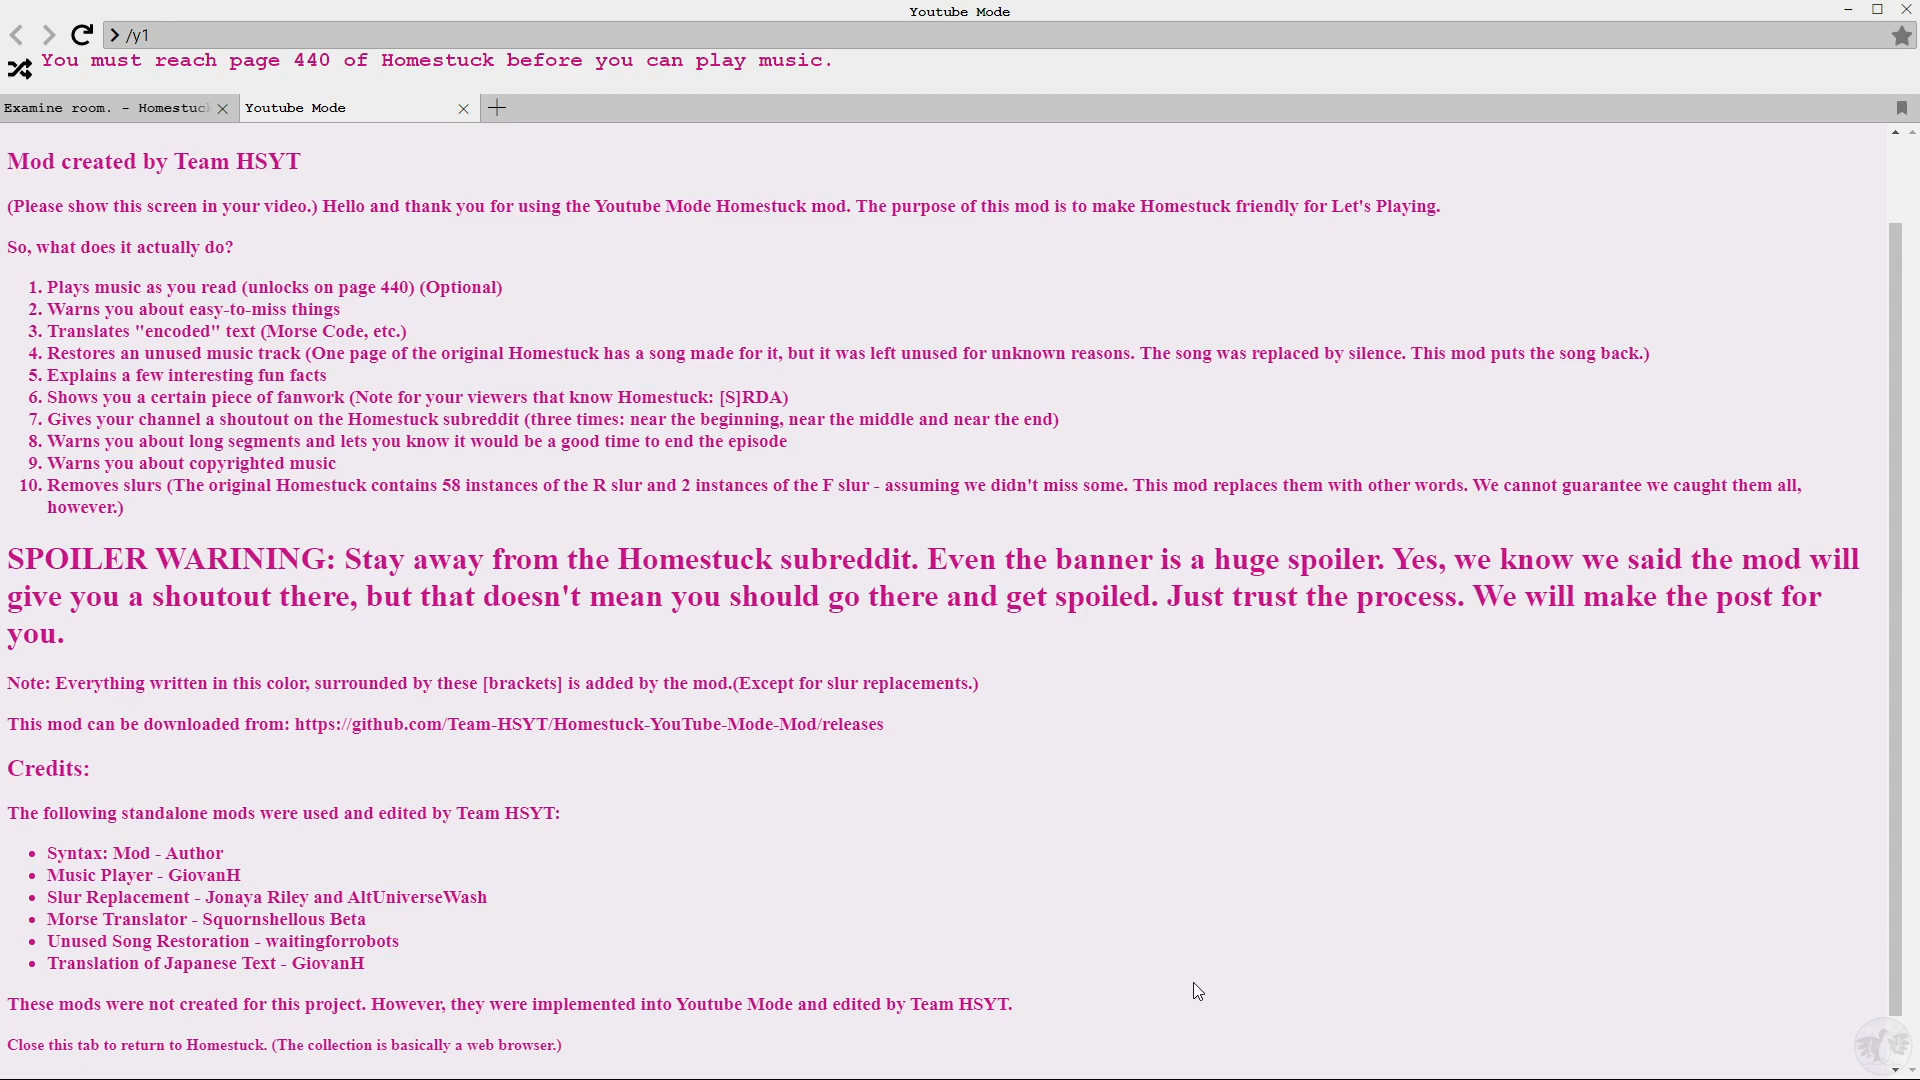 Youtube Mode
/y1
You must reach page 440 of Homestuck before you can play music.
Examine room. - Homestuc
Youtube Mode
Mod created by Team HSYT
(Please show this screen in your video.) Hello and thank you for using the Youtube Mode Homestuck mod. The purpose of this mod is to make Homestuck friendly for Let's Playing.
So, what does it actually do?
1. Plays music as you read (unlocks on page 440) (Optional)
2. Warns you about easy-to-miss things
3. Translates "encoded" text (Morse Code, etc.)
4. Restores an unused music track (One page of the original Homestuck has a song made for it, but it was left unused for unknown reasons. The song was replaced by silence. This mod puts the song back.)
5. Explains a few interesting fun facts
6. Shows you a certain piece of fanwork (Note for your viewers that know Homestuck: [S]RDA)
7. Gives your channel a shoutout on the Homestuck subreddit (three times: near the beginning, near the middle and near the end)
8. Warns you about long segments and lets you know it would be a good time to end the episode
9. Warns you about copyrighted music
10. Removes slurs (The original Homestuck contains 58 instances of the R slur and 2 instances of the F slur - assuming we didn't miss some. This mod replaces them with other words. We cannot guarantee we caught them all,
however.)
SPOILER WARINING: Stay away from the Homestuck subreddit. Even the banner is a huge spoiler. Yes, we know we said the mod will
give you a shoutout there, but that doesn't mean you should go there and get spoiled. Just trust the process. We will make the post for
you.
Note: Everything written in this color, surrounded by these [brackets] is added by the mod.(Except for slur replacements.)
This mod can be downloaded from: https://github.com/Team-HSYT/Homestuck-YouTube-Mode-Mod/releases
Credits:
The following standalone mods were used and edited by Team HSYT:
• Syntax: Mod - Author
• Music Player - GiovanH
• Slur Replacement - Jonaya Riley and AltUniverseWash
• Morse Translator - Squornshellous Beta
• Unused Song Restoration - waitingforrobots
• Translation of Japanese Text - GiovanH
These mods were not created for this project. However, they were implemented into Youtube Mode and edited by Team HSYT.
Close this tab to return to Homestuck. (The collection is basically a web browser.)